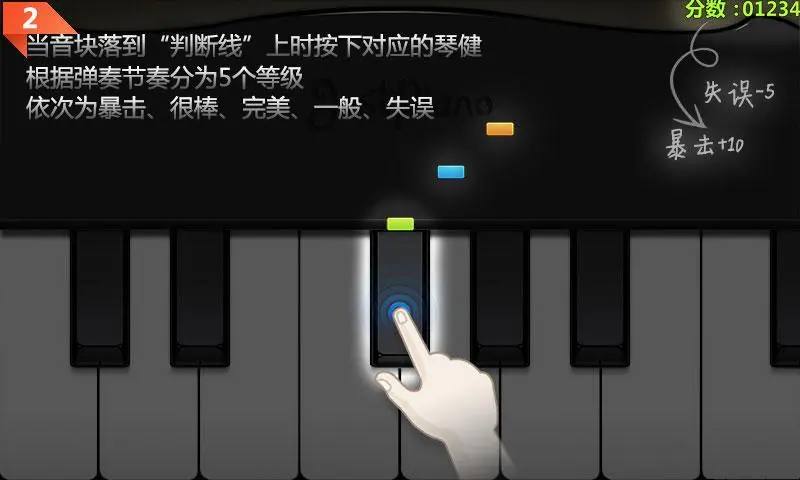 2
分数:01234
当音块落到“判断线”上时按下对应的琴健
根据弹奏节奏分为5个等级
依次为暴击、很棒、完美、一般、失误
失误-5
暴击+10